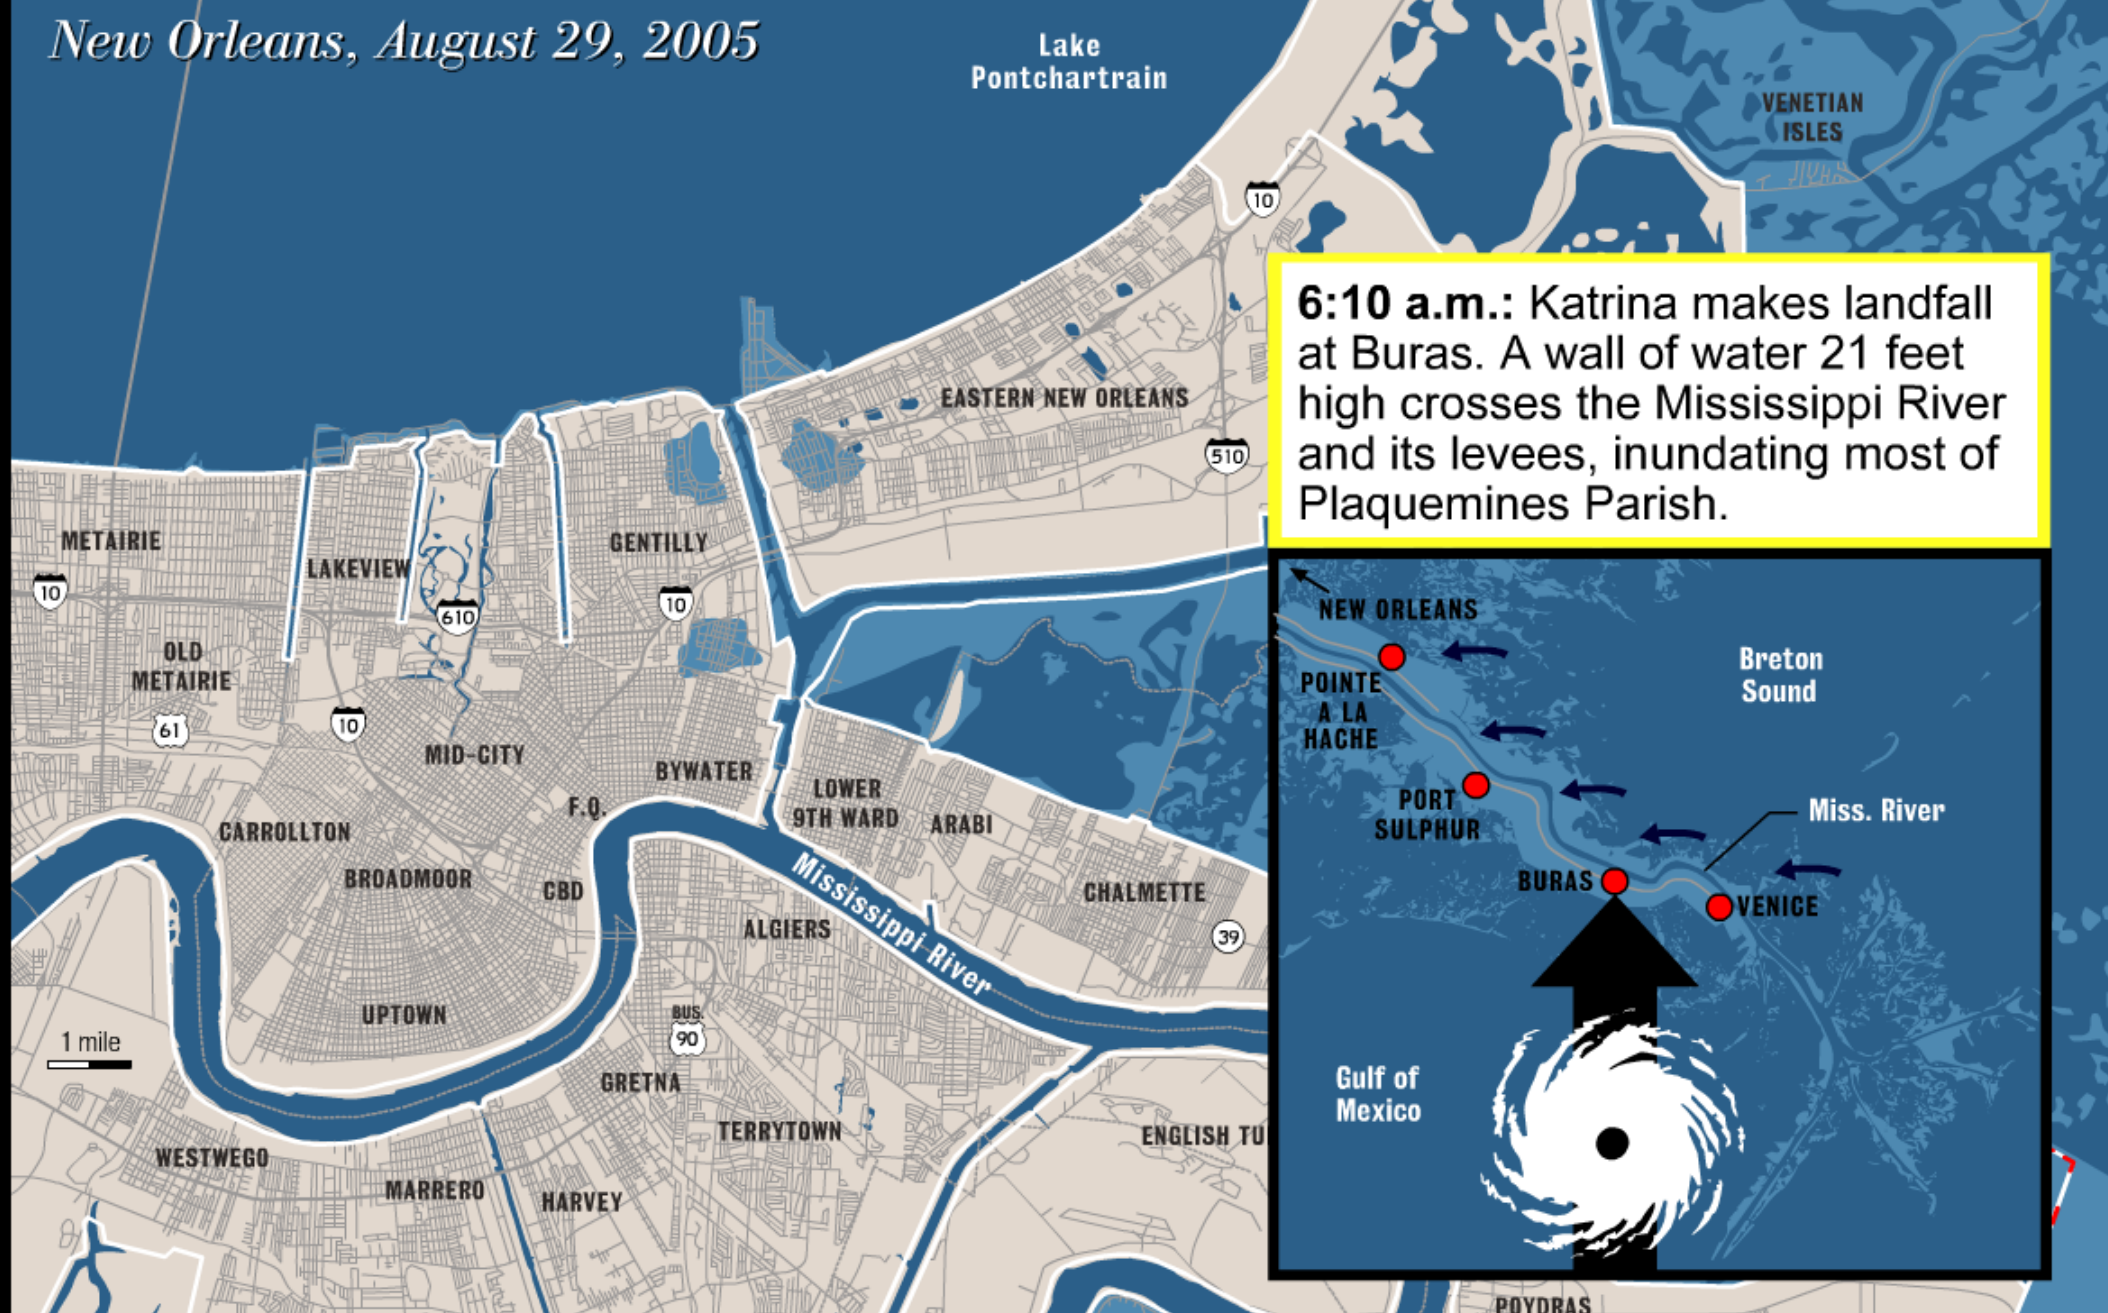 New Orleans, August 29, 2005
Lake
Pontchartrain
VENETIAN
ISLES
10
6:10 a.m.: Katrina makes landfall
at Buras. A wall of water 21 feet
high crosses the Mississippi River
and its levees, inundating most of
Plaquemines Parish.
EASTERN NEW ORLEANS
510
METAIRIE
LAKEVIEW
GENTILLY
10
610
10
OLD
METAIRIE
61
10
MID-CITY
BYWATER
F.Q.
LOWER
9TH WARD
ARABI
CARROLLTON
BROADMOOR
CBD
Mississippi River
ALGIERS
CHALMETTE
39
UPTOWN
BUS.
90
1 mile
GRETNA
TERRYTOWN
ENGLISH TU
WESTWEGO
MARRERO
HARVEY
NEW ORLEANS
Breton
Sound
POINTE
A LA
HACHE
PORT
SULPHUR
Miss. River
BURAS
VENICE
Gulf of
Mexico
POYDRAS